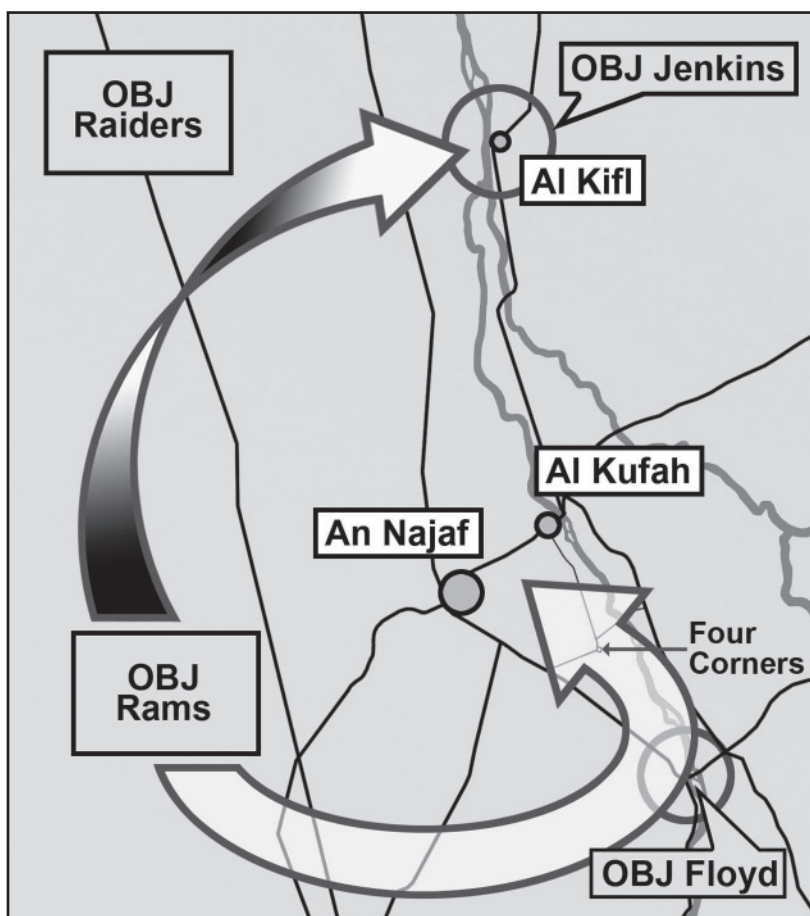 OBJ
Raiders
OBJ Jenkins
Al Kifl
Al Kufah
An Najaf
Four
Corners
OBJ
Rams
OBJ Floyd